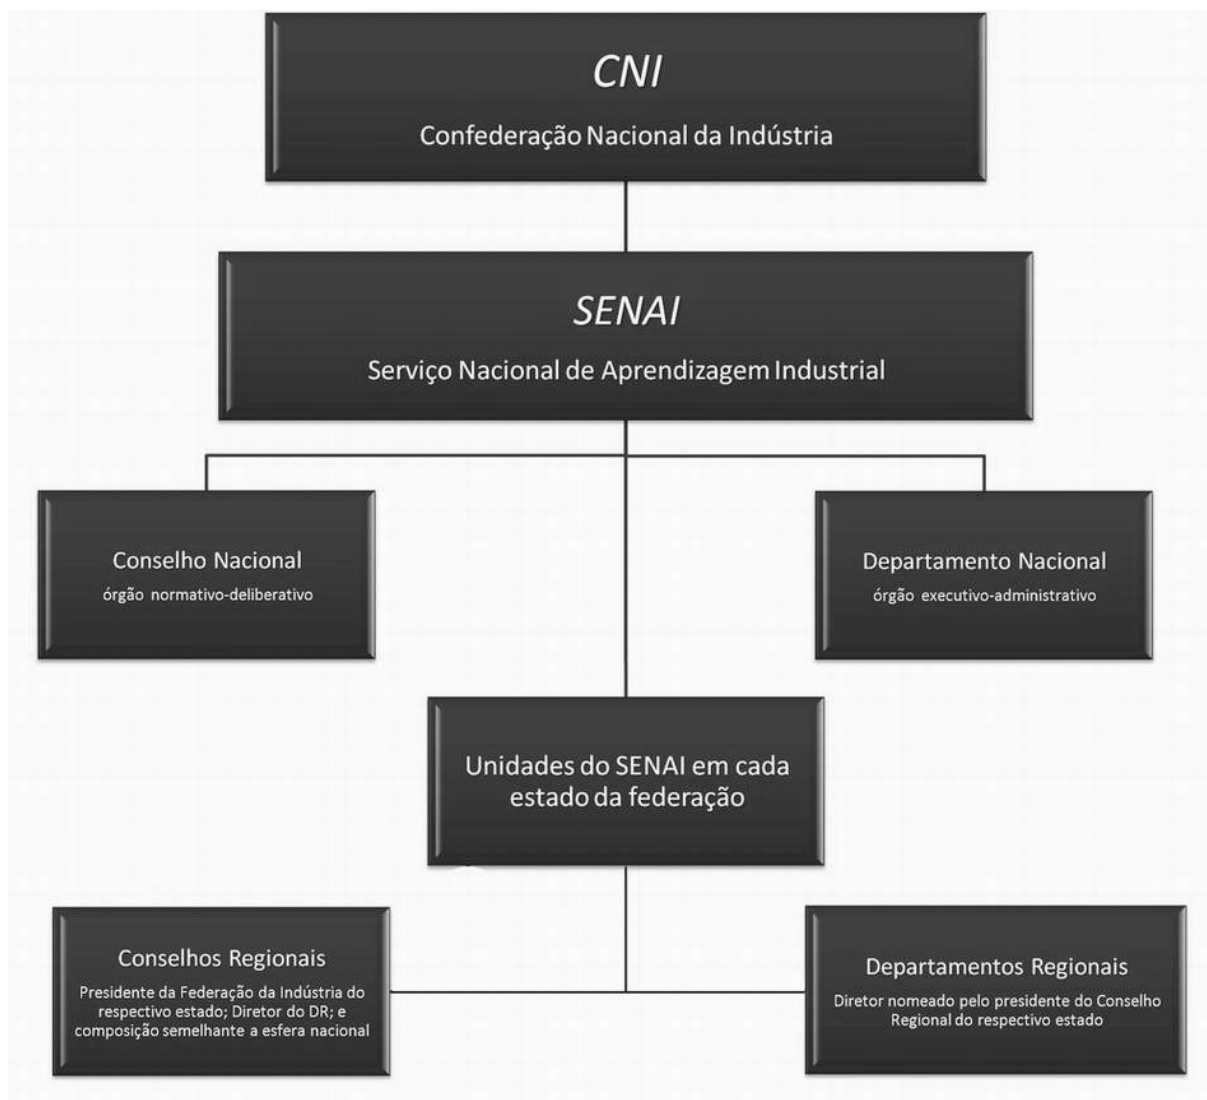 CNI
Confederação Nacional da Indústria
SENAI
Serviço Nacional de Aprendizagem Industrial
Conselho Nacional
órgão normativo-deliberativo
Departamento Nacional
órgão executivo-administrativo
Unidades do SENAI em cada
estado da federação
Conselhos Regionais
Presidente da Federação da Indústria do
respectivo estado; Diretor do DR; e
composição semelhante a esfera nacional
Departamentos Regionais
Diretor nomeado pelo presidente do Conselho
Regional do respectivo estado